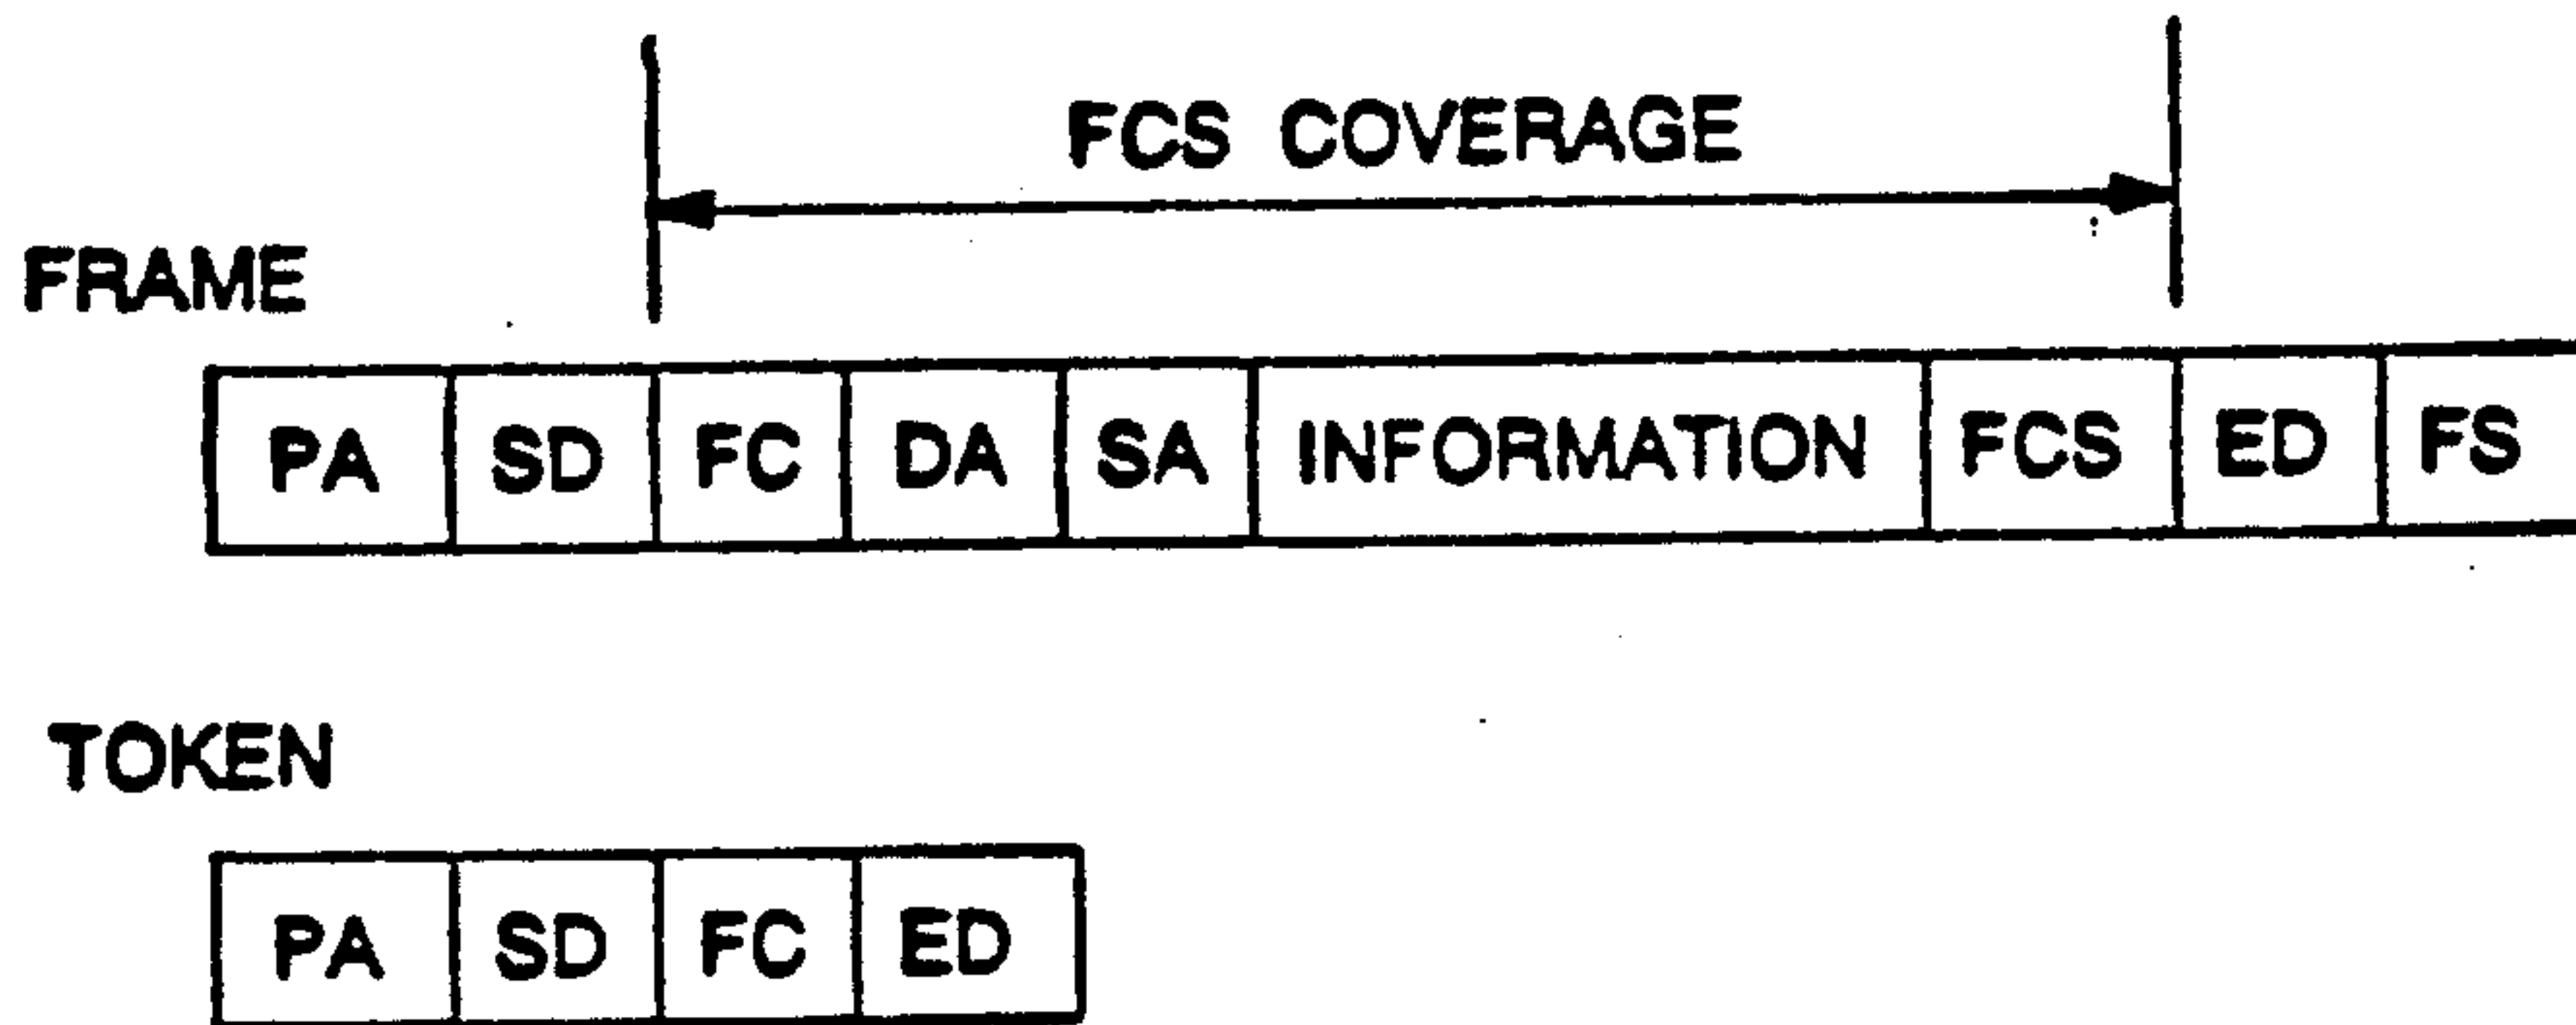 FCS COVERAGE
FRAME
PA SD FC DA SA INFORMATION FCS ED FS
TOKEN
PA SD FC ED